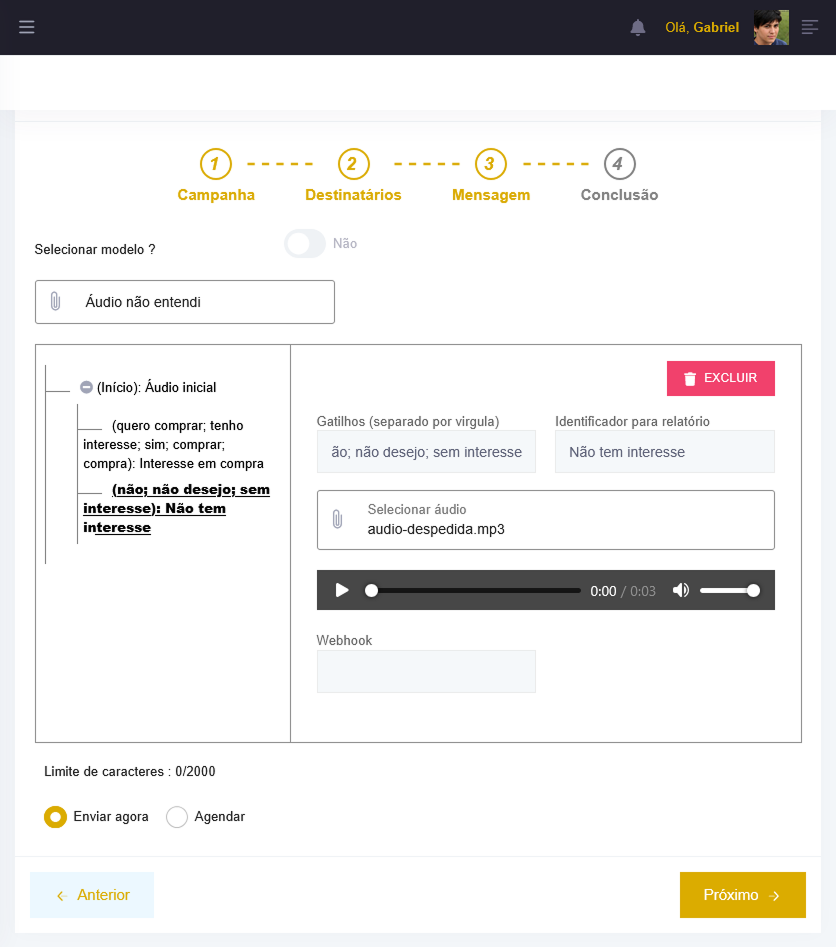 Olá, Gabriel
1 2 3 4
Campanha Destinatários Mensagem Conclusão
Selecionar modelo ? Não
Áudio não entendi
(Início): Áudio inicial
(quero comprar; tenho
interesse; sim; comprar;
compra): Interesse em compra
(não; não desejo; sem
interesse): Não tem
interesse
EXCLUIR
Gatilhos (separado por virgula) Identificador para relatório
ão; não desejo; sem interesse Não tem interesse
Selecionar áudio
audio-despedida.mp3
0:00 / 0:03
Webhook
Limite de caracteres : 0/2000
Enviar agora Agendar
Anterior Próximo